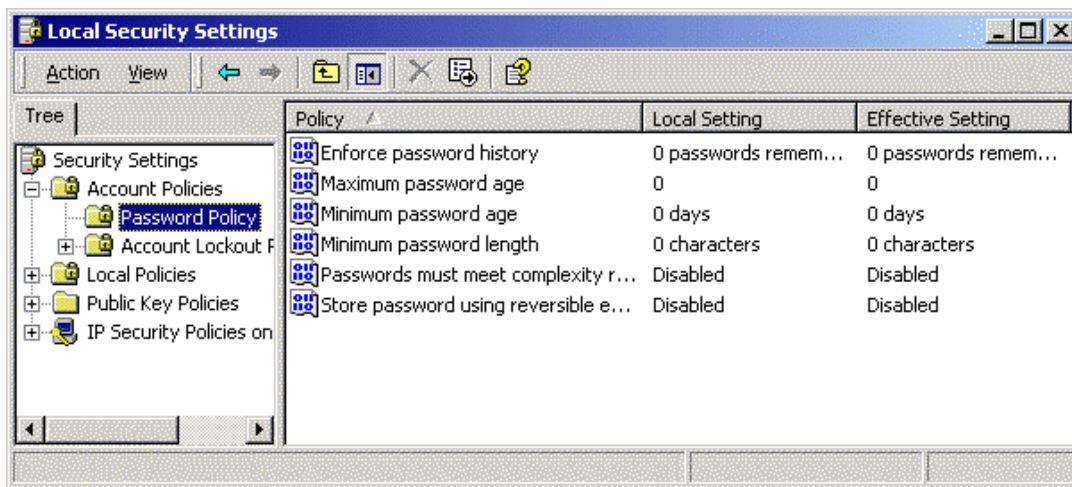 Local Security Settings
Action View
Tree
Security Settings
Account Policies
Password Policy
Account Lockout P
Local Policies
Public Key Policies
IP Security Policies on
Policy Local Setting Effective Setting
Enforce password history 0 passwords remem... 0 passwords remem...
Maximum password age 0 0
Minimum password age 0 days 0 days
Minimum password length 0 characters 0 characters
Passwords must meet complexity r... Disabled Disabled
Store password using reversible e... Disabled Disabled